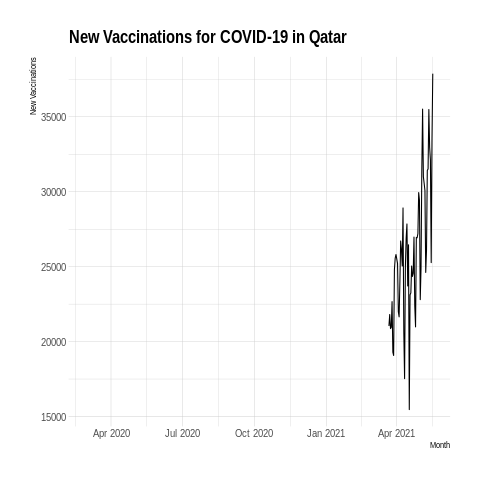 New Vaccinations for COVID-19 in Qatar
New Vaccinations
35000
30000
25000
20000
15000
Apr 2020 Jul 2020 Oct 2020 Jan 2021 Apr 2021
Month